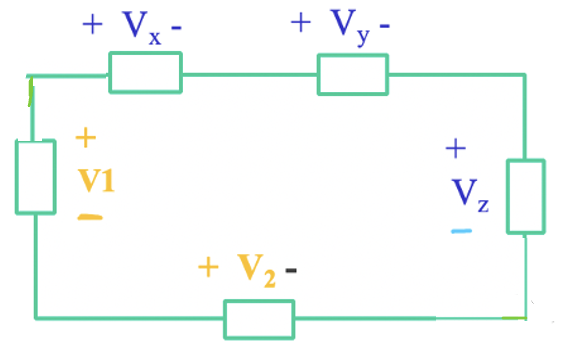 + Vx - + Vy -
+
V1
-
+
Vz
-
+ V2 -